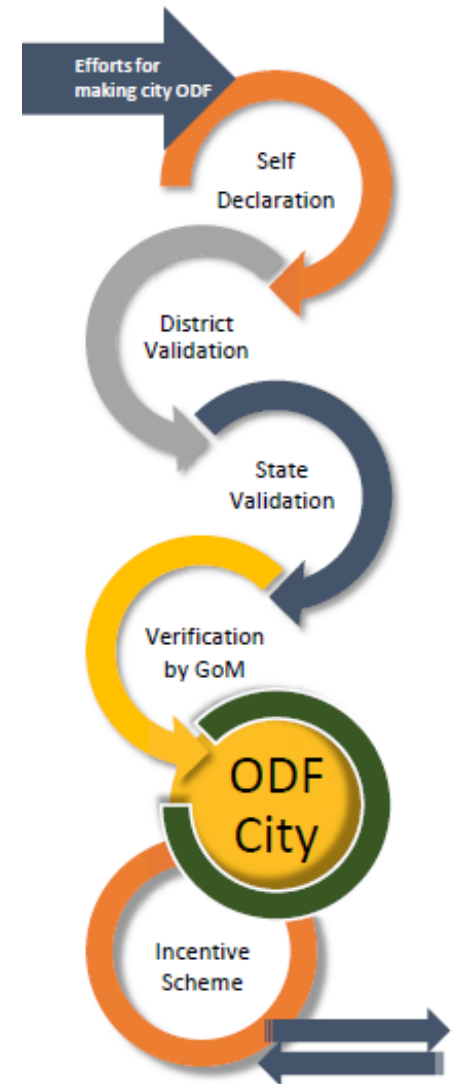 Efforts for
making city ODF
Self
Declaration
District
Validation
State
Validation
Verification
by GoM
ODF
City
Incentive
Scheme